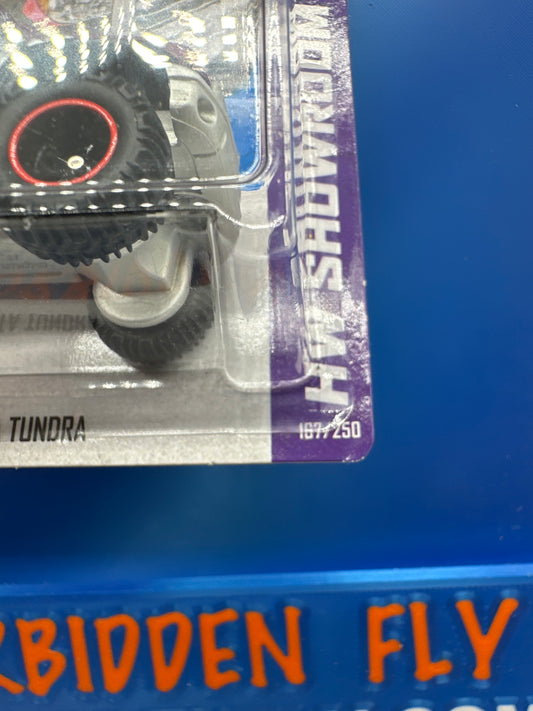 HW SHOWROOM
TUNDRA
167/250
RBIDDEN FLY